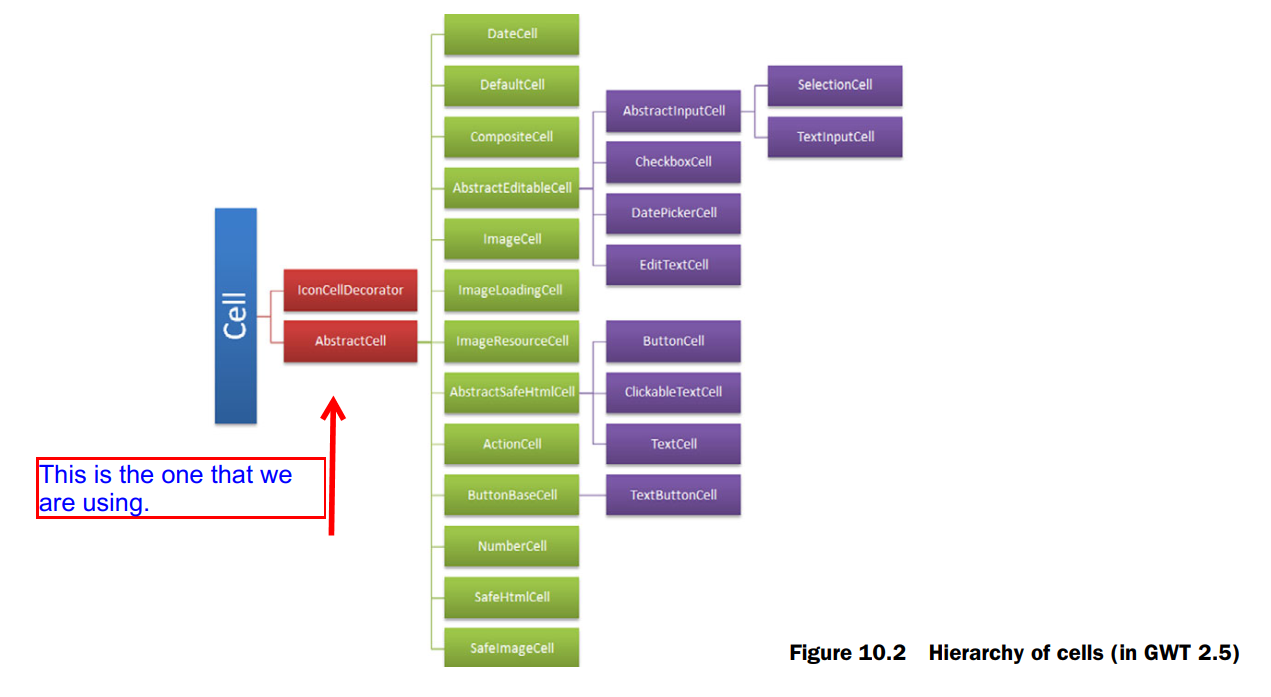 Cell
IconCellDecorator
AbstractCell
DateCell
DefaultCell
CompositeCell
AbstractEditableCell
ImageCell
ImageLoadingCell
ImageResourceCell
AbstractSafeHtmlCell
ActionCell
ButtonBaseCell
NumberCell
SafeHtmlCell
SafeImageCell
AbstractInputCell
CheckboxCell
DatePickerCell
EditTextCell
ButtonCell
ClickableTextCell
TextCell
TextButtonCell
SelectionCell
TextInputCell
This is the one that we
are using.
Figure 10.2 Hierarchy of cells (in GWT 2.5)